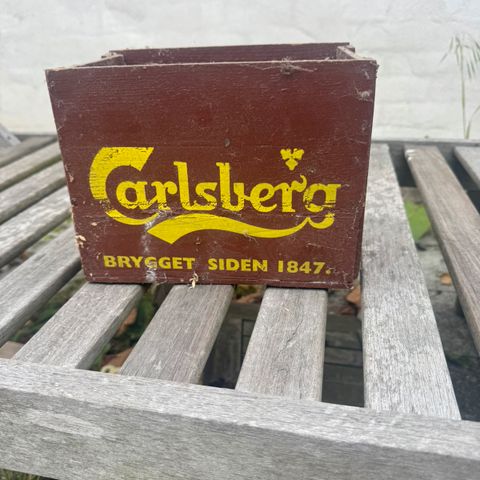 Carlsberg
BRYGGET SIDEN 1847.